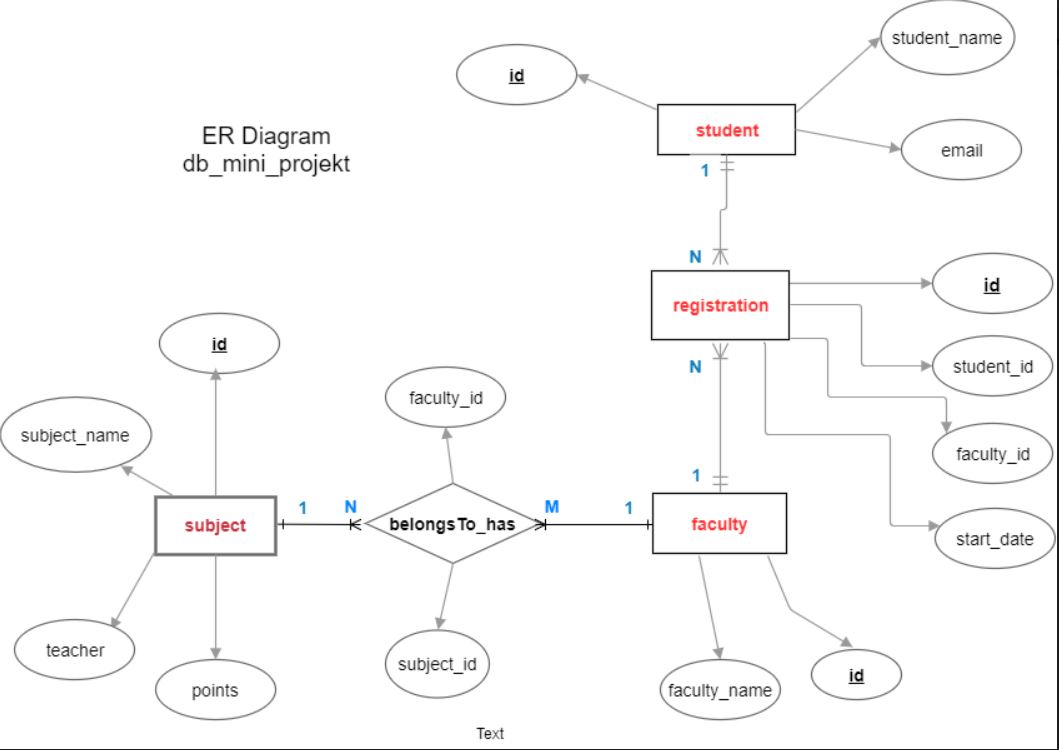 student_name
id
ER Diagram
db_mini_projekt
student
email
1
N
registration
id
id
student_id
N
faculty_id
subject_name
faculty_id
1
subject
1
N
belongsTo_has
M
1
faculty
start_date
teacher
points
subject_id
faculty_name
id
Text